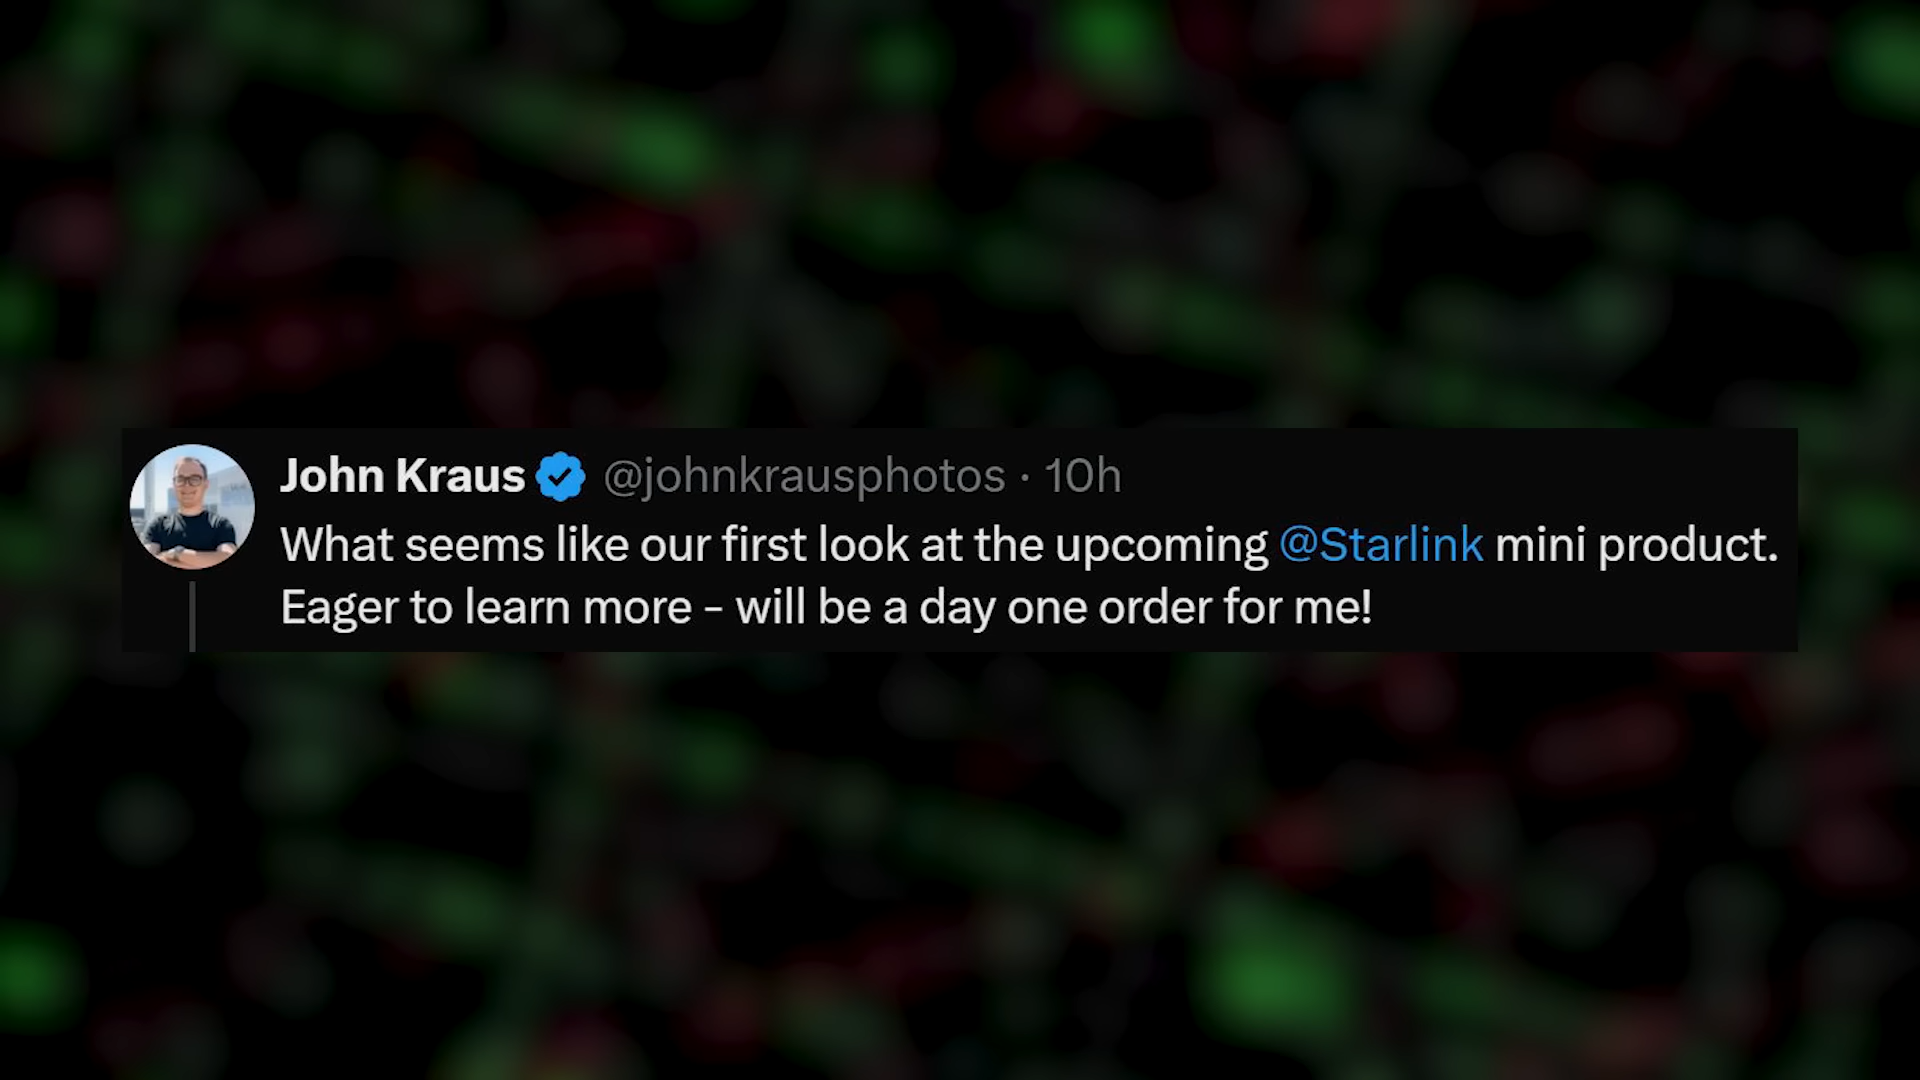 John Kraus @johnkrausphotos · 10h
What seems like our first look at the upcoming @Starlink mini product.
Eager to learn more - will be a day one order for me!